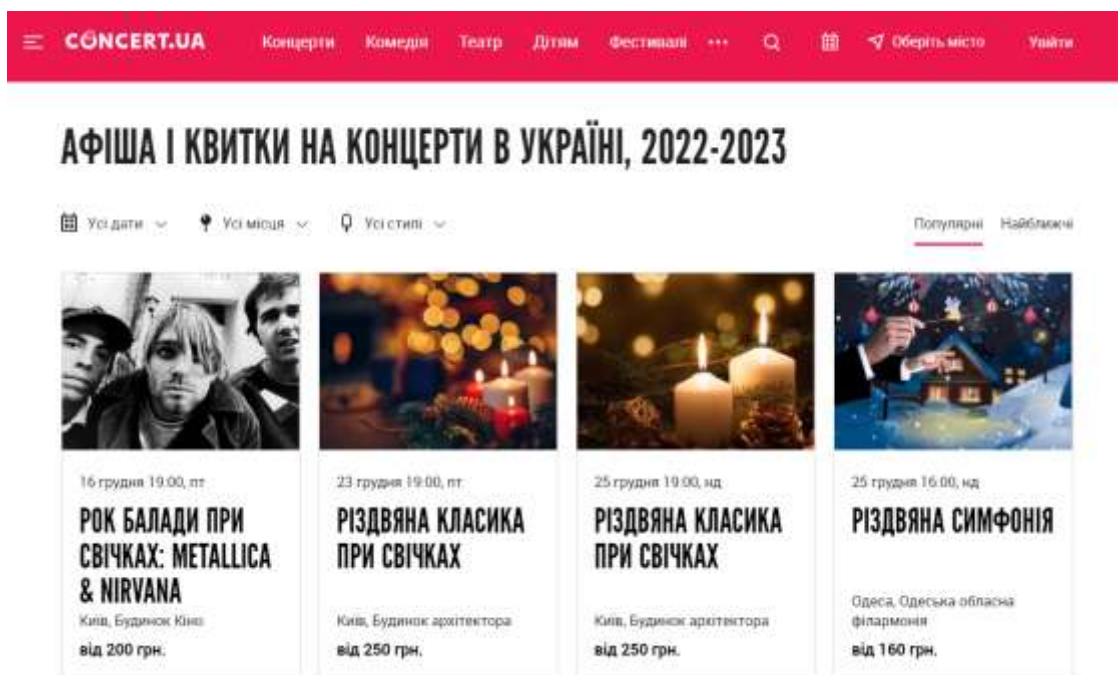 CONCERT.UA Концерти Комедія Театр Дітям Фестивалі ••• Оберіть місто Увійти
АФІША І КВИТКИ НА КОНЦЕРТИ В УКРАЇНІ, 2022-2023
Усі дати Усі місця Усі стилі Популярні Найближчі
16 грудня 19:00, пт
РОК БАЛАДИ ПРИ
СВІЧКАХ: METALLICA
& NIRVANA
Київ, Будинок Кіно
від 200 грн.
23 грудня 19:00, пт
РІЗДВЯНА КЛАСИКА
ПРИ СВІЧКАХ
Київ, Будинок архітектора
від 250 грн.
25 грудня 19:00, нд
РІЗДВЯНА КЛАСИКА
ПРИ СВІЧКАХ
Київ, Будинок архітектора
від 250 грн.
25 грудня 16:00, нд
РІЗДВЯНА СИМФОНІЯ
Одеса, Одеська обласна
філармонія
від 160 грн.